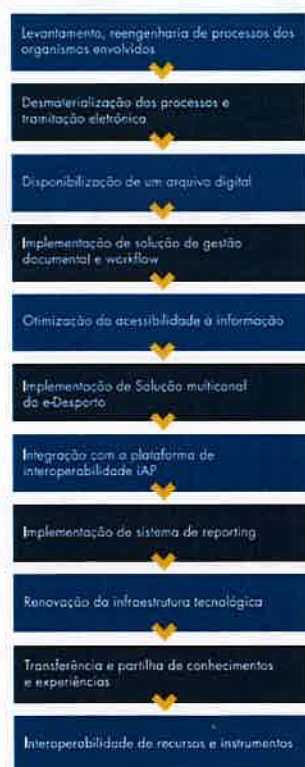 Levantamento, reengenharia de processos dos
organismos envolvidos
Desmaterialização dos processos e
tramitação eletrónica
Disponibilização de um arquivo digital
Implementação de solução de gestão
documental e workflow
Otimização da acessibilidade à informação
Implementação de Solução multicanal
do e-Desporto
Integração com a plataforma de
interoperabilidade iAP
Implementação de sistema de reporting
Renovação da infraestrutura tecnológica
Transferência e partilha de conhecimentos
e experiências
Interoperabilidade de recursos e instrumentos